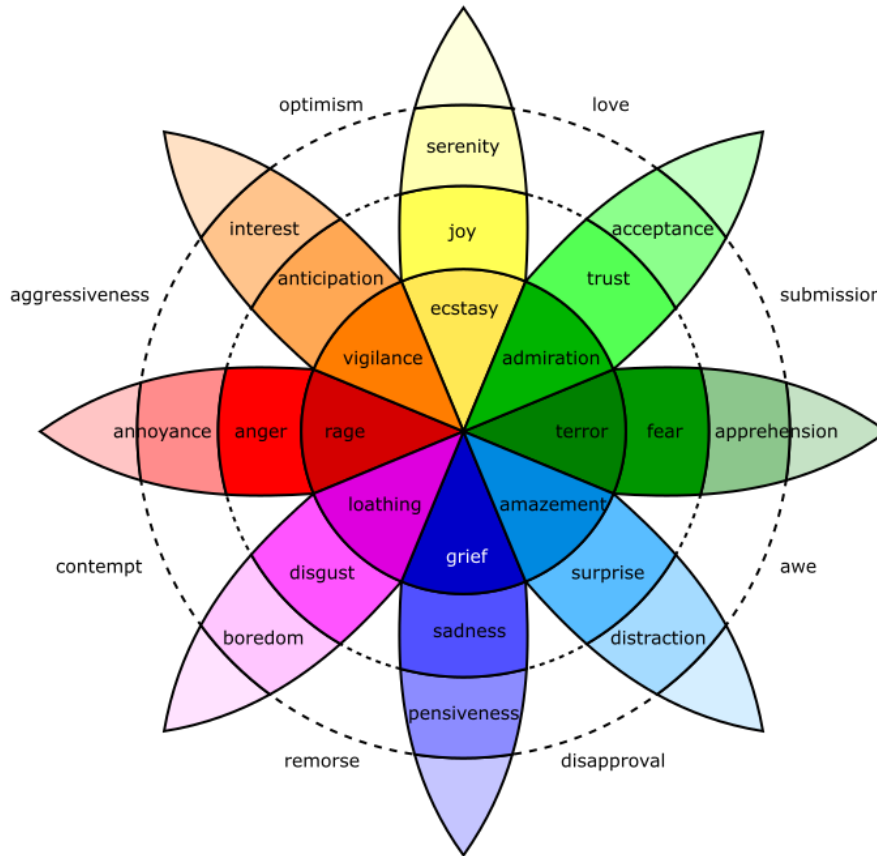 optimism
love
serenity
interest
acceptance
joy
anticipation
trust
aggressiveness
submission
ecstasy
vigilance
admiration
annoyance
anger
rage
terror
fear
apprehension
loathing
amazement
grief
contempt
disgust
surprise
awe
boredom
sadness
distraction
pensiveness
remorse
disapproval